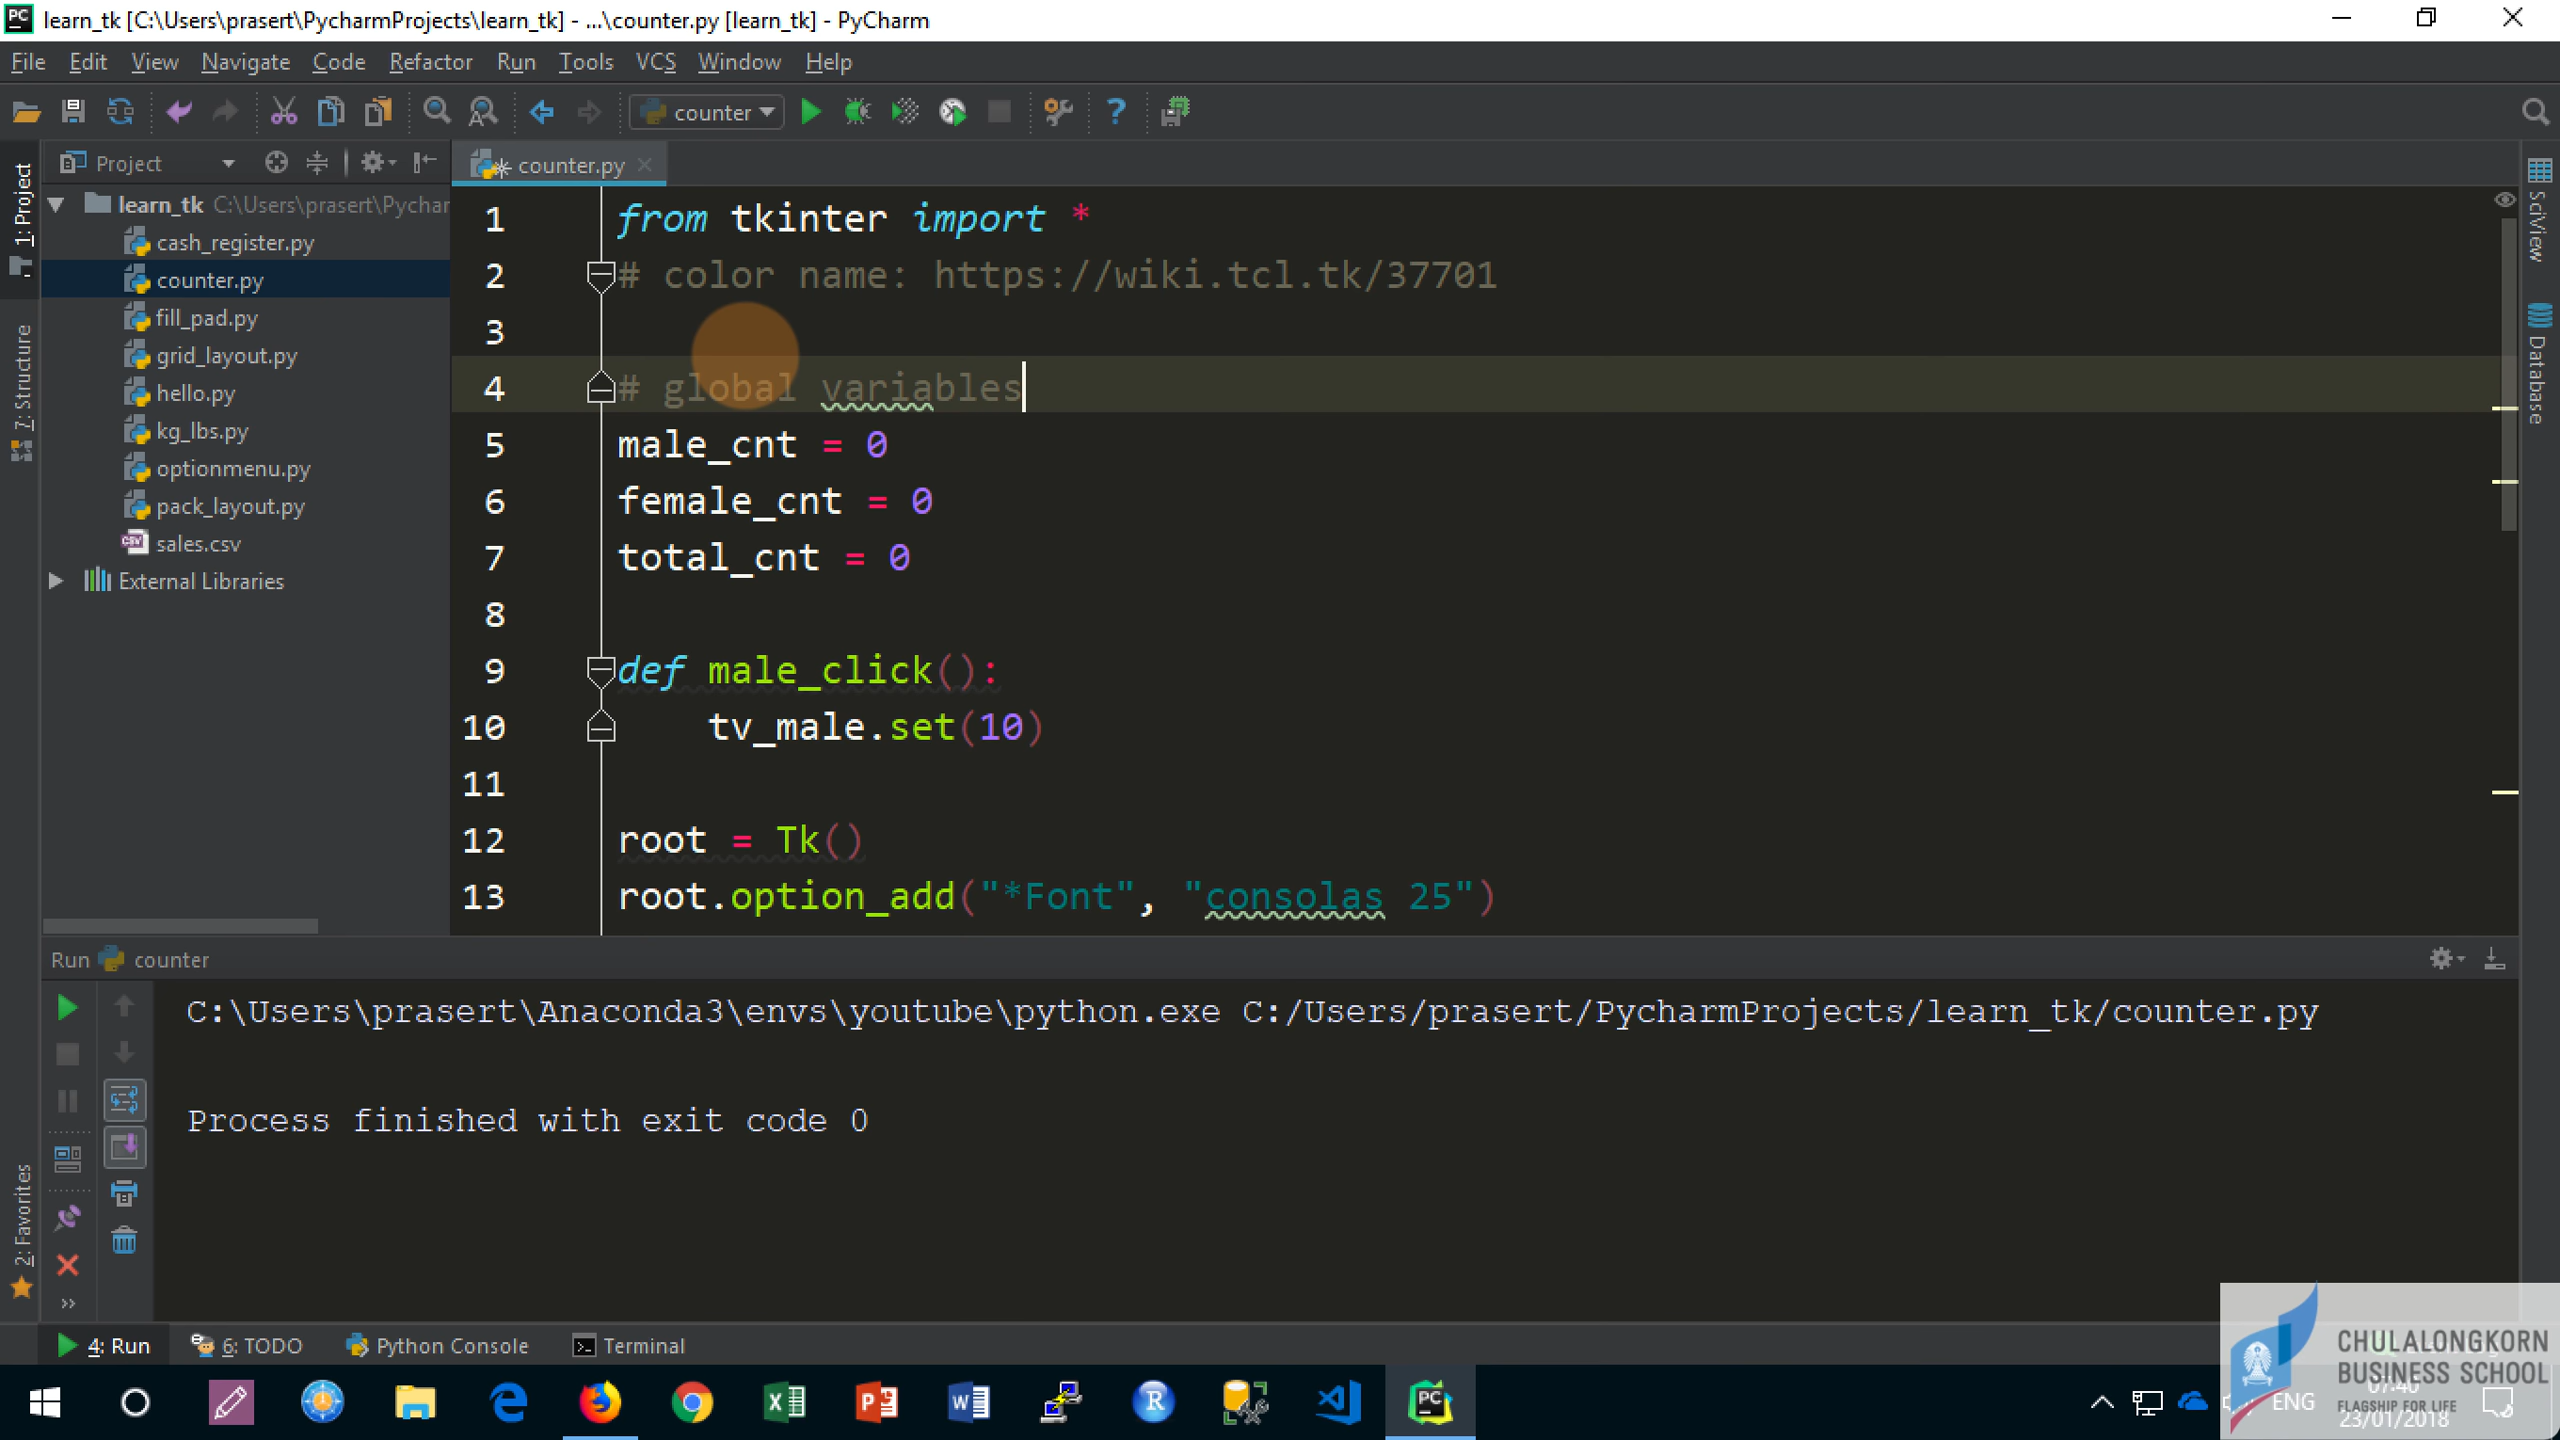 learn_tk [C:\Users\prasert\PycharmProjects\learn_tk] - ...\counter.py [learn_tk] - PyCharm
File Edit View Navigate Code Refactor Run Tools VCS Window Help
counter
Project
counter.py
1: Project
7: Structure
2: Favorites
SciView
Database
learn_tk C:\Users\prasert\Pychar
cash_register.py
counter.py
fill_pad.py
grid_layout.py
hello.py
kg_lbs.py
optionmenu.py
pack_layout.py
sales.csv
External Libraries
1 from tkinter import *
2 # color name: https://wiki.tcl.tk/37701
3
4 # global variables
5 male_cnt = 0
6 female_cnt = 0
7 total_cnt = 0
8
9 def male_click():
10 tv_male.set(10)
11
12 root = Tk()
13 root.option_add("*Font", "consolas 25")
Run counter
C:\Users\prasert\Anaconda3\envs\youtube\python.exe C:/Users/prasert/PycharmProjects/learn_tk/counter.py
Process finished with exit code 0
4: Run 6: TODO Python Console Terminal
CHULALONGKORN
BUSINESS SCHOOL
FLAGSHIP FOR LIFE
ENG
23/01/2018